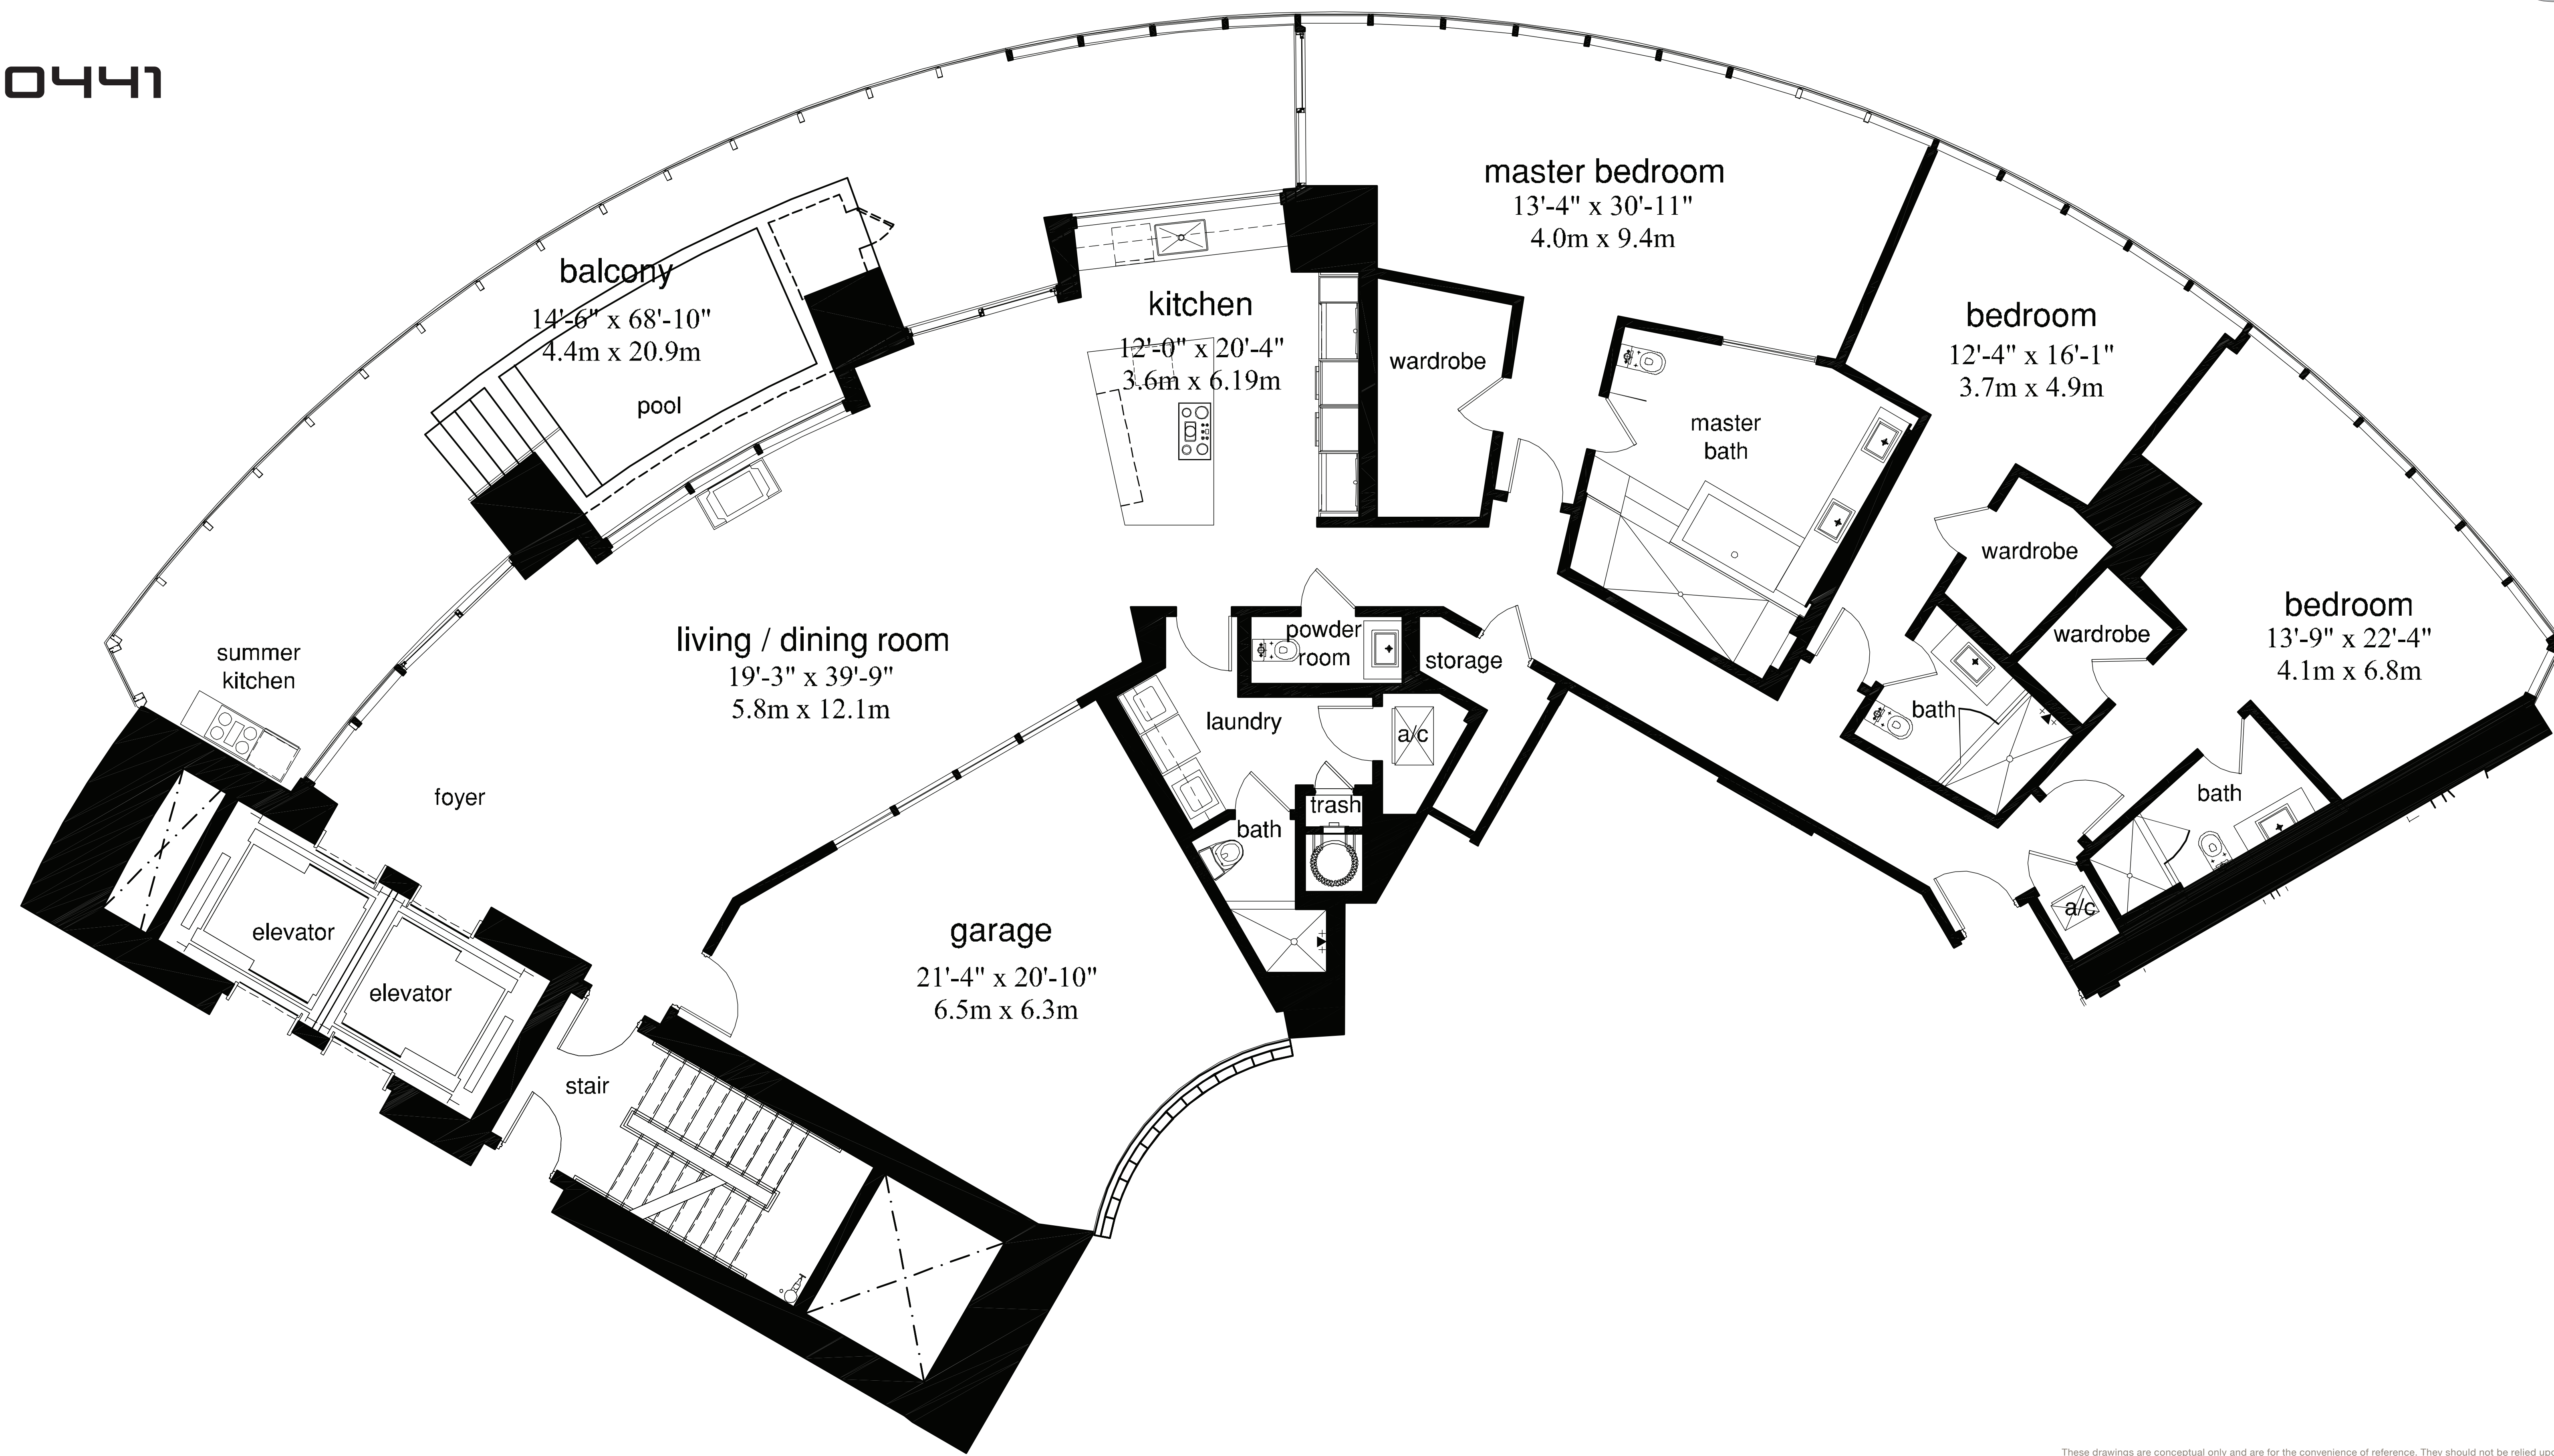 0441
master bedroom
13'-4" x 30'-11"
4.0m x 9.4m
balcony
14'-6" x 68'-10"
4.4m x 20.9m
pool
kitchen
12'-0" x 20'-4"
3.6m x 6.19m
wardrobe
master
bath
bedroom
12'-4" x 16'-1"
3.7m x 4.9m
wardrobe
wardrobe
bedroom
13'-9" x 22'-4"
4.1m x 6.8m
summer
kitchen
living / dining room
19'-3" x 39'-9"
5.8m x 12.1m
powder
room
storage
laundry
a/c
bath
bath
foyer
trash
bath
a/c
elevator
elevator
garage
21'-4" x 20'-10"
6.5m x 6.3m
stair
These drawings are conceptual only and are for the convenience of reference. They should not be relied upo